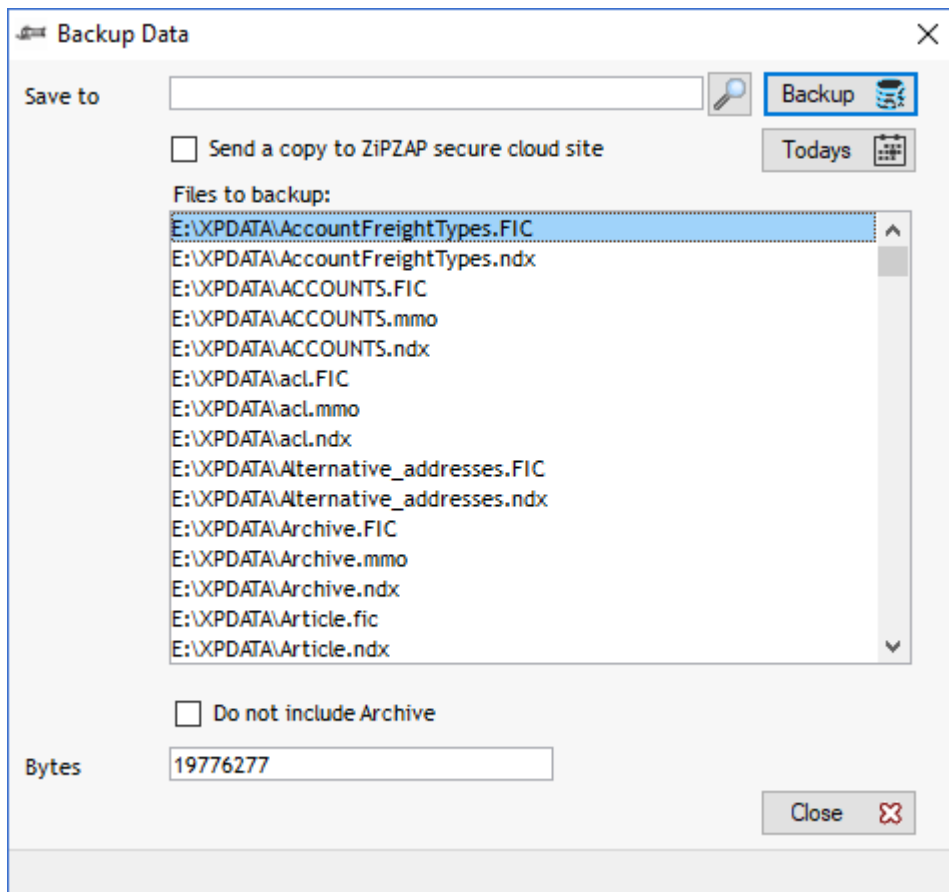 Backup Data
Save to
Backup
Send a copy to ZiPZAP secure cloud site
Todays
Files to backup:
E:\XPDATA\AccountFreightTypes.FIC
E:\XPDATA\AccountFreightTypes.ndx
E:\XPDATA\ACCOUNTS.FIC
E:\XPDATA\ACCOUNTS.mmo
E:\XPDATA\ACCOUNTS.ndx
E:\XPDATA\acl.FIC
E:\XPDATA\acl.mmo
E:\XPDATA\acl.ndx
E:\XPDATA\Alternative_addresses.FIC
E:\XPDATA\Alternative_addresses.ndx
E:\XPDATA\Archive.FIC
E:\XPDATA\Archive.mmo
E:\XPDATA\Archive.ndx
E:\XPDATA\Article.fic
E:\XPDATA\Article.ndx
Do not include Archive
Bytes 19776277
Close